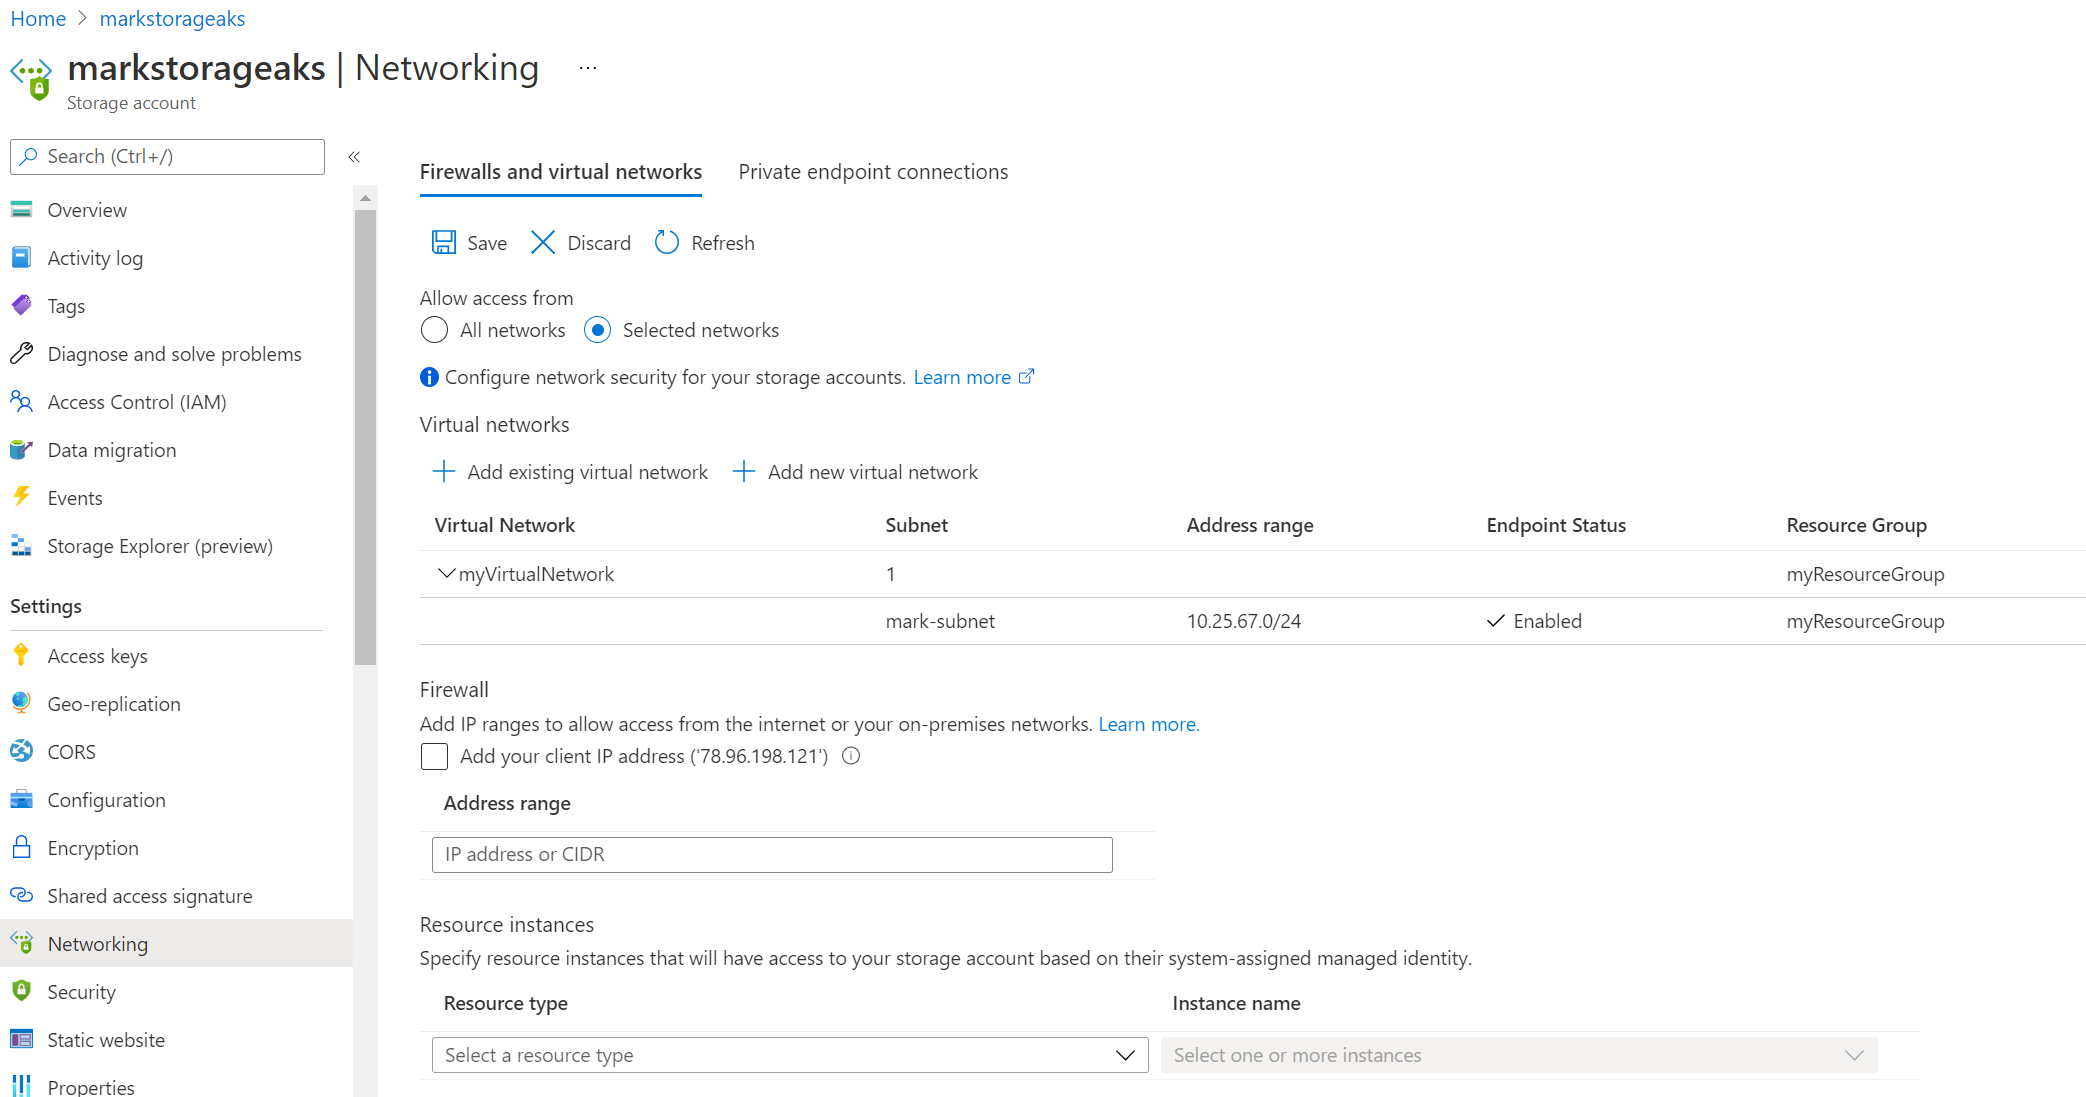 Home > markstorageaks
markstorageaks | Networking ...
Storage account
Search (Ctrl+/) «
Overview
Activity log
Tags
Diagnose and solve problems
Access Control (IAM)
Data migration
Events
Storage Explorer (preview)
Settings
Access keys
Geo-replication
CORS
Configuration
Encryption
Shared access signature
Networking
Security
Static website
Properties
Firewalls and virtual networks Private endpoint connections
Save Discard Refresh
Allow access from
All networks Selected networks
Configure network security for your storage accounts. Learn more
Virtual networks
+ Add existing virtual network + Add new virtual network
Virtual Network Subnet Address range Endpoint Status Resource Group
myVirtualNetwork 1 myResourceGroup
mark-subnet 10.25.67.0/24 Enabled myResourceGroup
Firewall
Add IP ranges to allow access from the internet or your on-premises networks. Learn more.
Add your client IP address ('78.96.198.121')
Address range
IP address or CIDR
Resource instances
Specify resource instances that will have access to your storage account based on their system-assigned managed identity.
Resource type Instance name
Select a resource type Select one or more instances